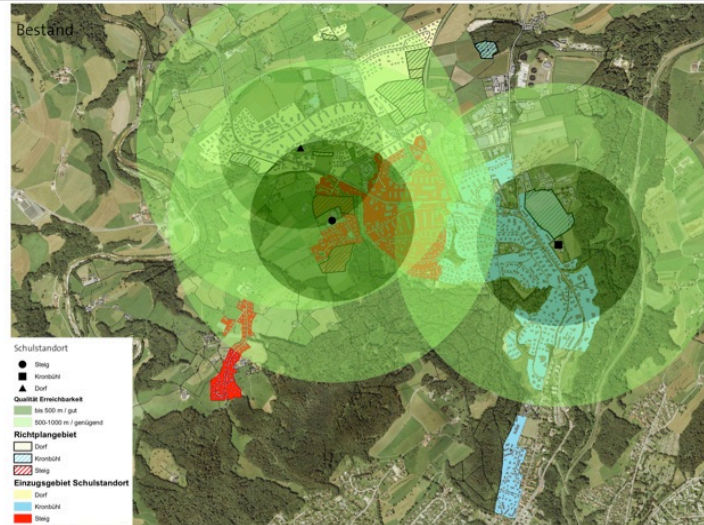 Bestand
Schulstandort
Steig
Kronbühl
Dorf
Qualität Erreichbarkeit
bis 500 m / gut
500-1000 m / genügend
Richtplangebiet
Dorf
Kronbühl
Steig
Einzugsgebiet Schulstandort
Dorf
Kronbühl
Steig